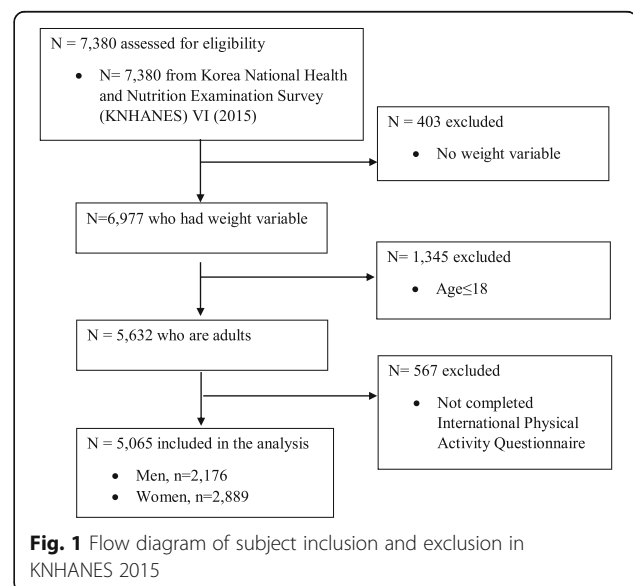 N = 7,380 assessed for eligibility
• N= 7,380 from Korea National Health
and Nutrition Examination Survey
(KNHANES) VI (2015)
N = 403 excluded
• No weight variable
N=6,977 who had weight variable
N= 1,345 excluded
• Age≤18
N = 5,632 who are adults
N= 567 excluded
• Not completed
International Physical
Activity Questionnaire
N = 5,065 included in the analysis
• Men, n=2,176
• Women, n=2,889
Fig. 1 Flow diagram of subject inclusion and exclusion in
KNHANES 2015